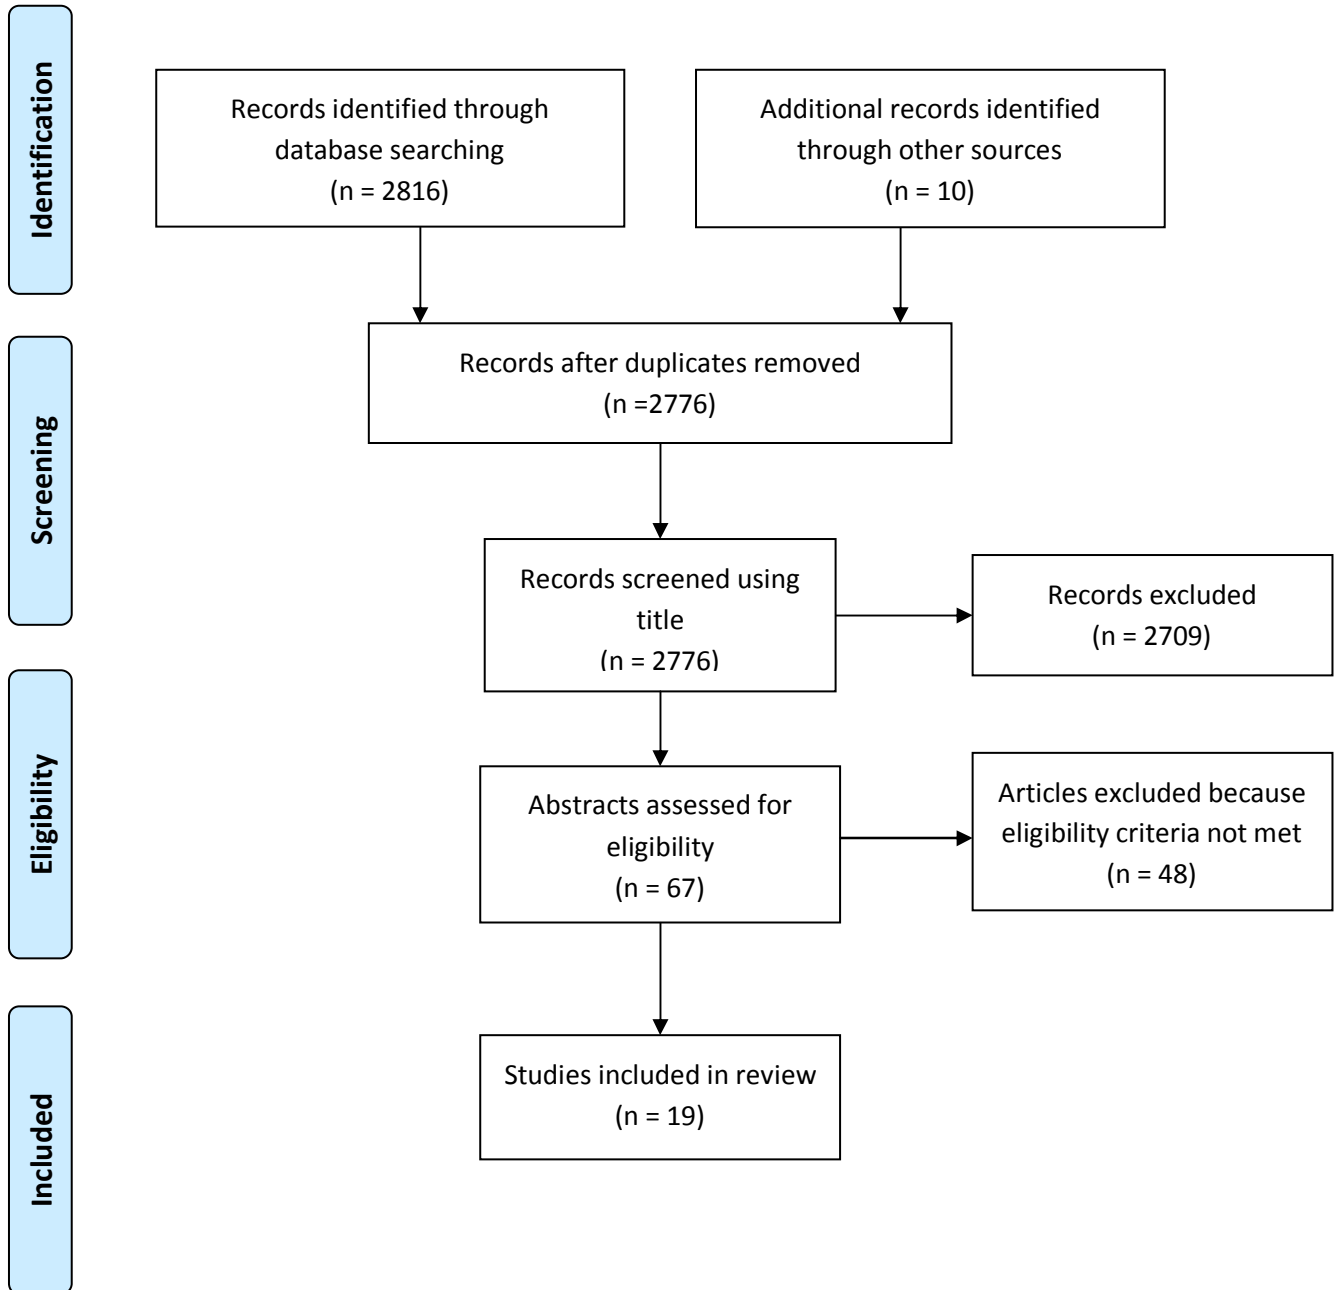 Identification
Records identified through
database searching
(n = 2816)
Additional records identified
through other sources
(n = 10)
Screening
Records after duplicates removed
(n =2776)
Records screened using
title
(n = 2776)
Records excluded
(n = 2709)
Eligibility
Abstracts assessed for
eligibility
(n = 67)
Articles excluded because
eligibility criteria not met
(n = 48)
Included
Studies included in review
(n = 19)